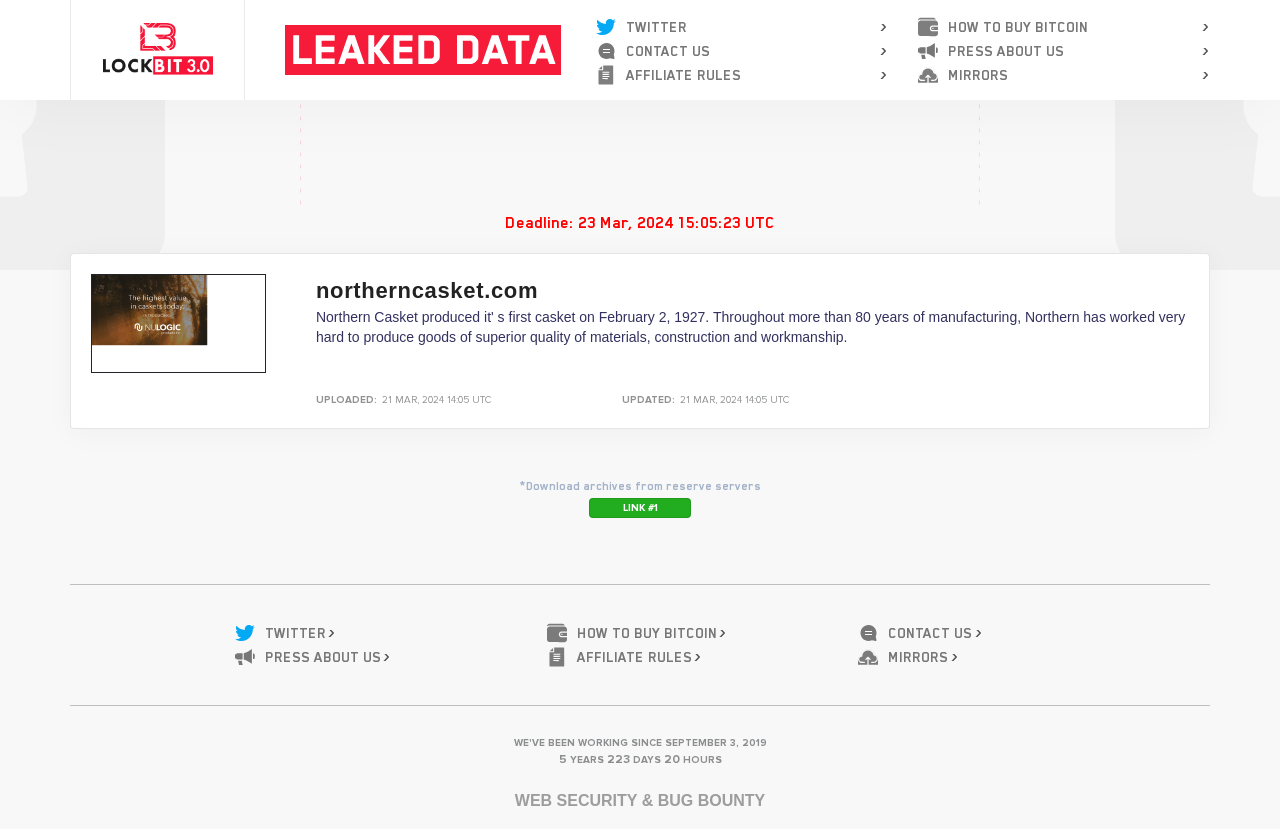 LOCKBIT 3.0
LEAKED DATA
TWITTER
CONTACT US
AFFILIATE RULES
HOW TO BUY BITCOIN
PRESS ABOUT US
MIRRORS
Deadline: 23 Mar, 2024 15:05:23 UTC
The highest value
in caskets today.
NULOGIC
northerncasket.com
Northern Casket produced it' s first casket on February 2, 1927. Throughout more than 80 years of manufacturing, Northern has worked very
hard to produce goods of superior quality of materials, construction and workmanship.
UPLOADED: 21 MAR, 2024 14:05 UTC
UPDATED: 21 MAR, 2024 14:05 UTC
*Download archives from reserve servers
LINK #1
TWITTER
HOW TO BUY BITCOIN
CONTACT US
PRESS ABOUT US
AFFILIATE RULES
MIRRORS
WE'VE BEEN WORKING SINCE SEPTEMBER 3, 2019
5 YEARS 223 DAYS 20 HOURS
WEB SECURITY & BUG BOUNTY